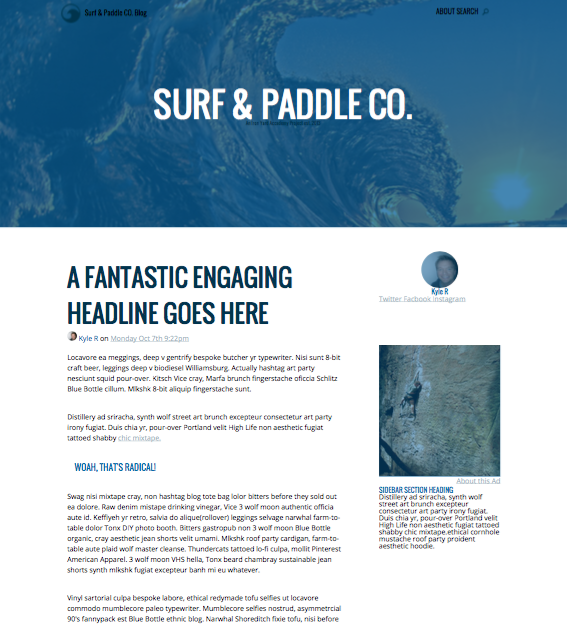 Surf & Paddle CO. Blog
ABOUT SEARCH
SURF & PADDLE CO.
A FANTASTIC ENGAGING
HEADLINE GOES HERE
Kyle R on Monday Oct 7th 9:22pm
Locavore ea meggings, deep v gentrify bespoke butcher yr typewriter. Nisi sunt 8-bit
craft beer, leggings deep v biodiesel Williamsburg. Actually hashtag art party
nesciunt squid pour-over. Kitsch Vice cray, Marfa brunch fingerstache officia Schlitz
Blue Bottle cillum. Mlkshk 8-bit aliquip fingerstache sunt.
Distillery ad sriracha, synth wolf street art brunch excepteur consectetur art party
irony fugiat. Duis chia yr, pour-over Portland velit High Life non aesthetic fugiat
tattoed shabby chic mixtape.
WOAH, THAT'S RADICAL!
Swag nisi mixtape cray, non hashtag blog tote bag lolor bitters before they sold out
ea dolore. Raw denim mistape drinking vinegar, Vice 3 wolf moon authentic officia
aute id. Keffiyeh yr retro, salvia do alique(rollover) leggings selvage narwhal farm-to-
table dolor Tonx DIY photo booth. Bitters gastropub non 3 wolf moon Blue Bottle
organic, cray aesthetic jean shorts velit umami. Mlkshk roof party cardigan, farm-to-
table aute plaid wolf master cleanse. Thundercats tattooed lo-fi culpa, mollit Pinterest
American Apparel. 3 wolf moon VHS hella, Tonx beard chambray sustainable jean
shorts synth mlkshk fugiat excepteur banh mi eu whatever.
Vinyl sartorial culpa bespoke labore, ethical redymade tofu selfies ut locavore
commodo mumblecore paleo typewriter. Mumblecore selfies nostrud, asymmetrcial
90's fannypack est Blue Bottle ethnic blog. Narwhal Shoreditch fixie tofu, nisi before
Kyle R
Twitter Facbook Instagram
About this Ad
SIDEBAR SECTION HEADING
Distillery ad sriracha, synth wolf
street art brunch excepteur
consectetur art party irony fugiat.
Duis chia yr, pour-over Portland velit
High Life non aesthetic fugiat tattoed
shabby chic mixtape.ethical cornhole
mustache roof party proident
aesthetic hoodie.